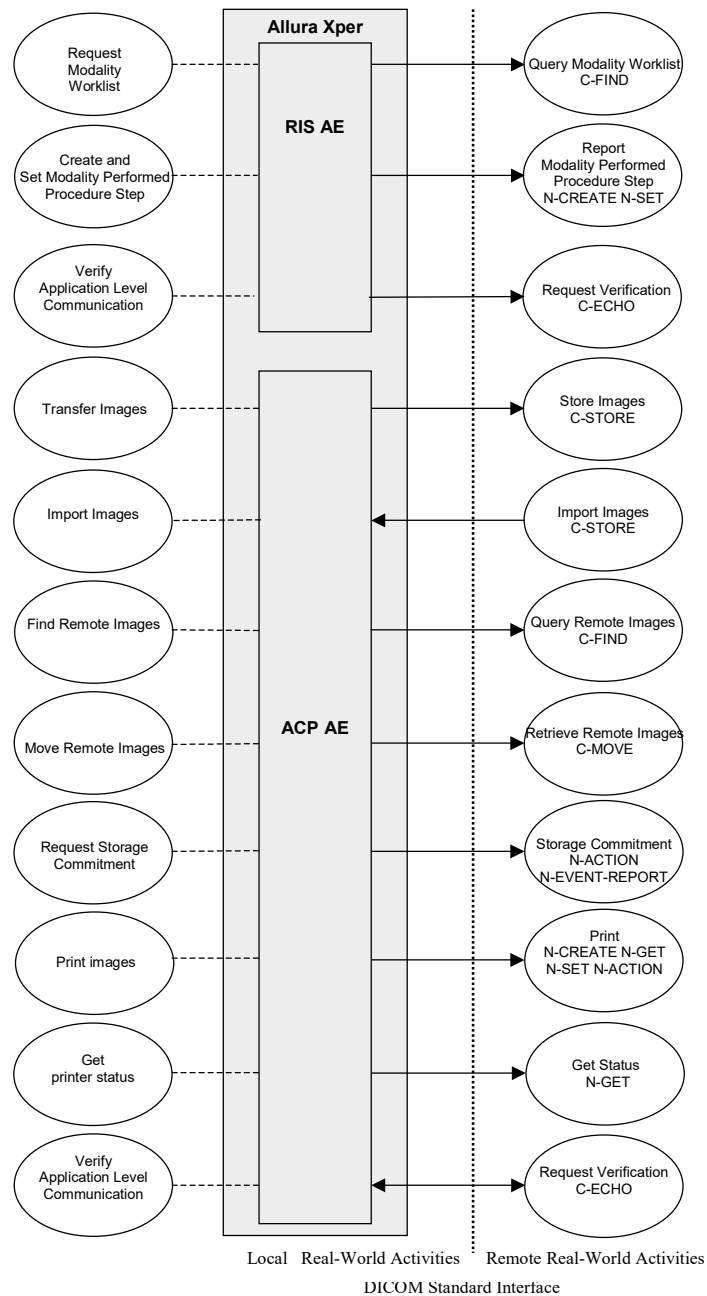 Allura Xper
Request
Modality
Worklist
RIS AE
Query Modality Worklist
C-FIND
Create and
Set Modality Performed
Procedure Step
Report
Modality Performed
Procedure Step
N-CREATE N-SET
Verify
Application Level
Communication
Request Verification
C-ECHO
Transfer Images
Store Images
C-STORE
Import Images
Import Images
C-STORE
Find Remote Images
Query Remote Images
C-FIND
Move Remote Images
ACP AE
Retrieve Remote Images
C-MOVE
Request Storage
Commitment
Storage Commitment
N-ACTION
N-EVENT-REPORT
Print images
Print
N-CREATE N-GET
N-SET N-ACTION
Get
printer status
Get Status
N-GET
Verify
Application Level
Communication
Request Verification
C-ECHO
Local Real-World Activities
Remote Real-World Activities
DICOM Standard Interface